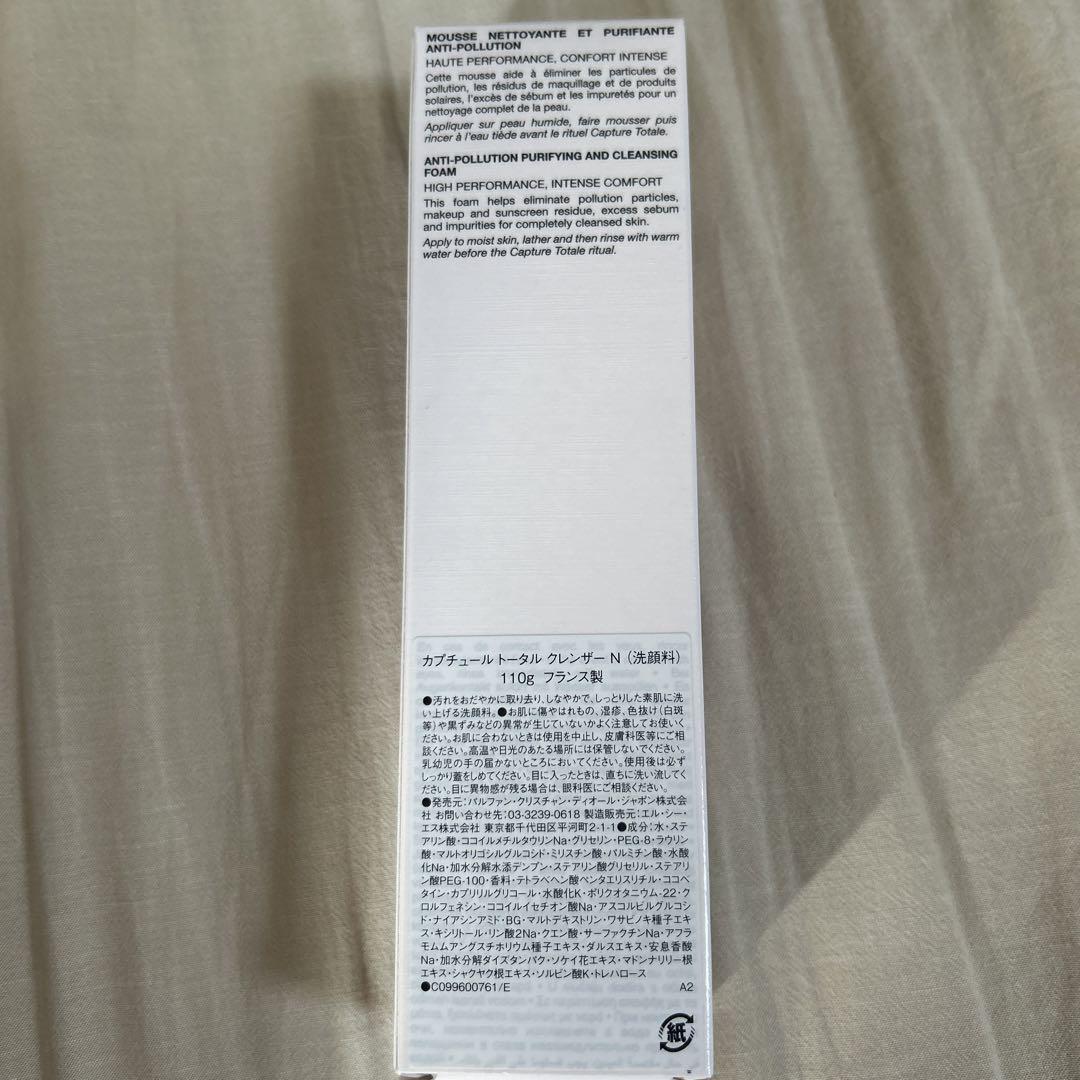 MOUSSE NETTOYANTE ET PURIFIANTE
ANTI-POLLUTION
HAUTE PERFORMANCE, CONFORT INTENSE
Cette mousse aide à éliminer les particules de
pollution, les résidus de maquillage et de produits
solaires, l'excès de sébum et les impuretés pour un
nettoyage complet de la peau.
Appliquer sur peau humide, faire mousser puis
rincer à l'eau tiède avant le rituel Capture Totale.
ANTI-POLLUTION PURIFYING AND CLEANSING
FOAM
HIGH PERFORMANCE, INTENSE COMFORT
This foam helps eliminate pollution particles,
makeup and sunscreen residue, excess sebum
and impurities for completely cleansed skin.
Apply to moist skin, lather and then rinse with warm
water before the Capture Totale ritual.
カプチュール トータル クレンザー N (洗顔料)
110g フランス製
●汚れをおだやかに取り去り、しなやかで、しっとりした素肌に洗
い上げる洗顔料。●お肌に傷やはれもの、湿疹、色抜け(白斑
等)や黒ずみなどの異常が生じていないかよく注意してお使いく
ださい。お肌に合わないときは使用を中止し、皮膚科医等にご相
談ください。高温や日光のあたる場所には保管しないでください。
乳幼児の手の届かないところにおいてください。使用後は必ず
しっかり蓋をしめてください。目に入ったときは、直ちに洗い流してく
ださい。目に異物感が残る場合は、眼科医にご相談ください。
●発売元:パルファン・クリスチャン・ディオール・ジャポン株式会
社 お問い合わせ先:03-3239-0618 製造販売元:エル・シー・
エス株式会社 東京都千代田区平河町2-1-1●成分:水・ステ
アリン酸・ココイルメチルタウリンNa・グリセリン・PEG-8・ラウリン
酸・マルトオリゴシルグルコシド・ミリスチン酸・パルミチン酸・水酸
化Na・加水分解水添デンプン・ステアリン酸グリセリル・ステアリ
ン酸PEG-100・香料・テトラベヘン酸ペンタエリスリチル・ココベ
タイン・カプリリルグリコール・水酸化K・ポリクオタニウム-22・ク
ロルフェネシン・ココイルイセチオン酸Na・アスコルビルグルコシ
ド・ナイアシンアミド・BG・マルトデキストリン・ワサビノキ種子エキ
ス・キシリトール・リン酸2Na・クエン酸・サーファクチンNa・アフラ
モムムアングスチホリウム種子エキス・ダルスエキス・安息香酸
Na・加水分解ダイズタンパク・ソケイ花エキス・マドンナリリー根
エキス・シャクヤク根エキス・ソルビン酸K・トレハロース
●C099600761/E A2
紙